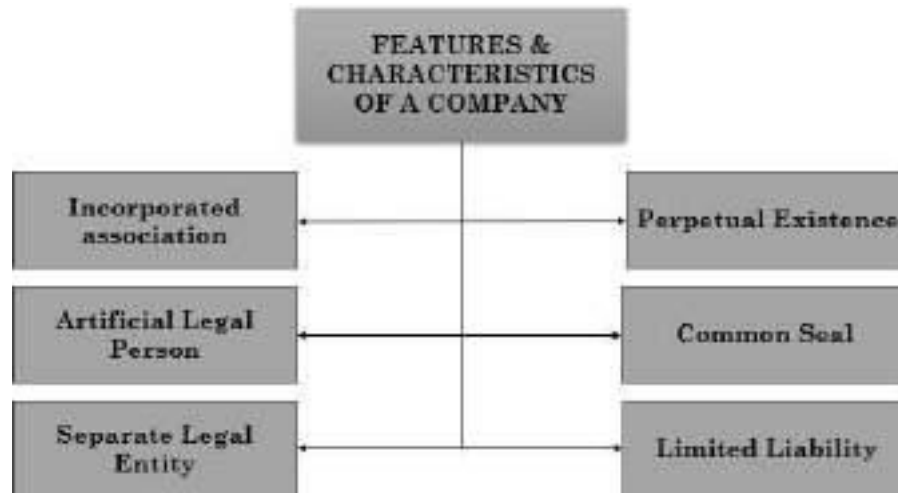 FEATURES &
CHARACTERISTICS
OF A COMPANY
Incorporated
association
Perpetual Existence
Artificial Legal
Person
Common Seal
Separate Legal
Entity
Limited Liability